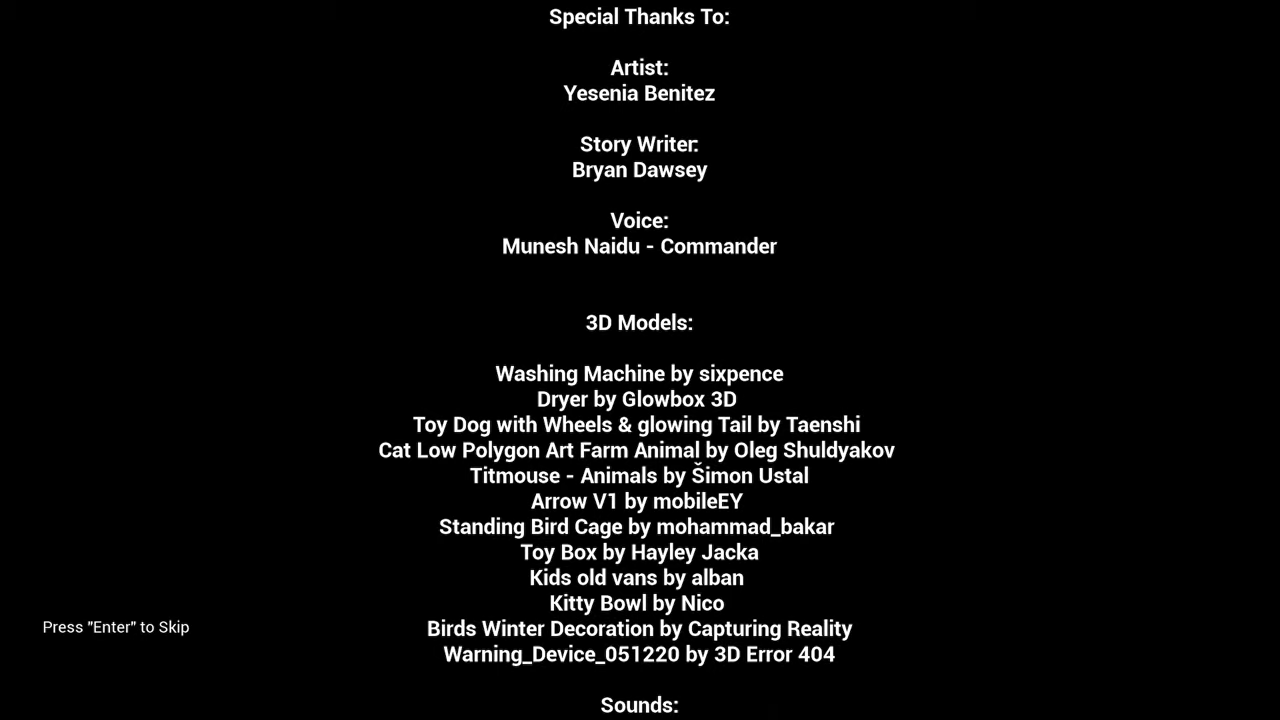 Special Thanks To:
Artist:
Yesenia Benitez
Story Writer:
Bryan Dawsey
Voice:
Munesh Naidu - Commander
3D Models:
Washing Machine by sixpence
Dryer by Glowbox 3D
Toy Dog with Wheels & glowing Tail by Taenshi
Cat Low Polygon Art Farm Animal by Oleg Shuldyakov
Titmouse - Animals by Šimon Ustal
Arrow V1 by mobileEY
Standing Bird Cage by mohammad_bakar
Toy Box by Hayley Jacka
Kids old vans by alban
Kitty Bowl by Nico
Press "Enter" to Skip
Birds Winter Decoration by Capturing Reality
Warning_Device_051220 by 3D Error 404
Sounds: